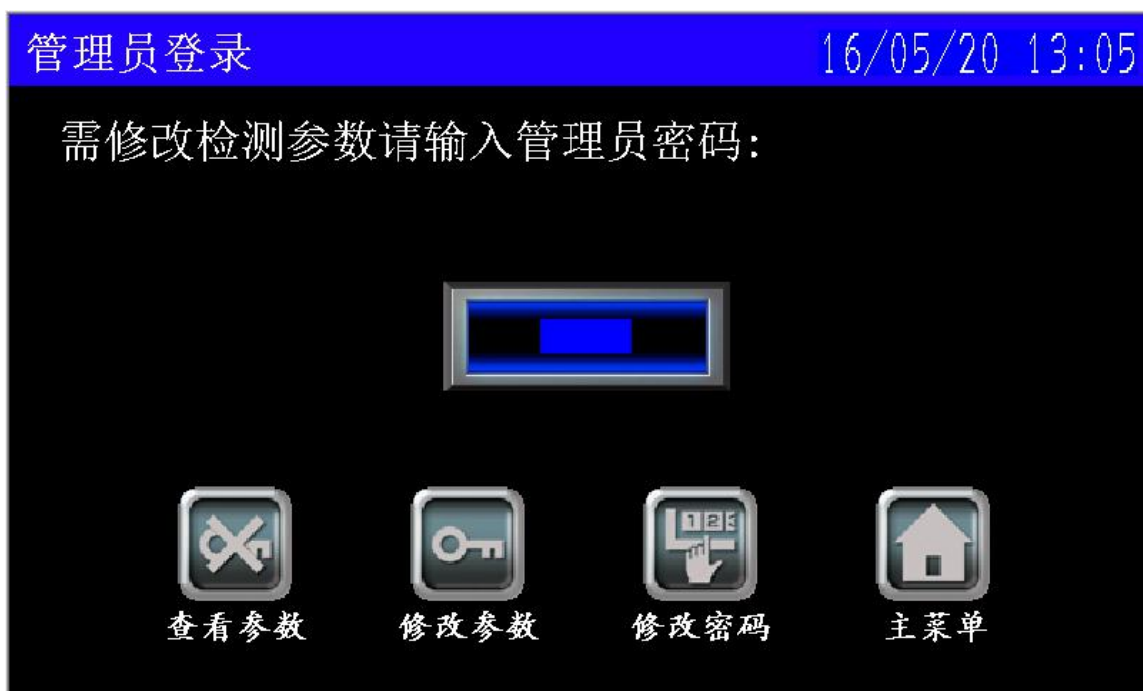 管理员登录 16/05/20 13:05
需修改检测参数请输入管理员密码:
123
查看参数 修改参数 修改密码 主菜单